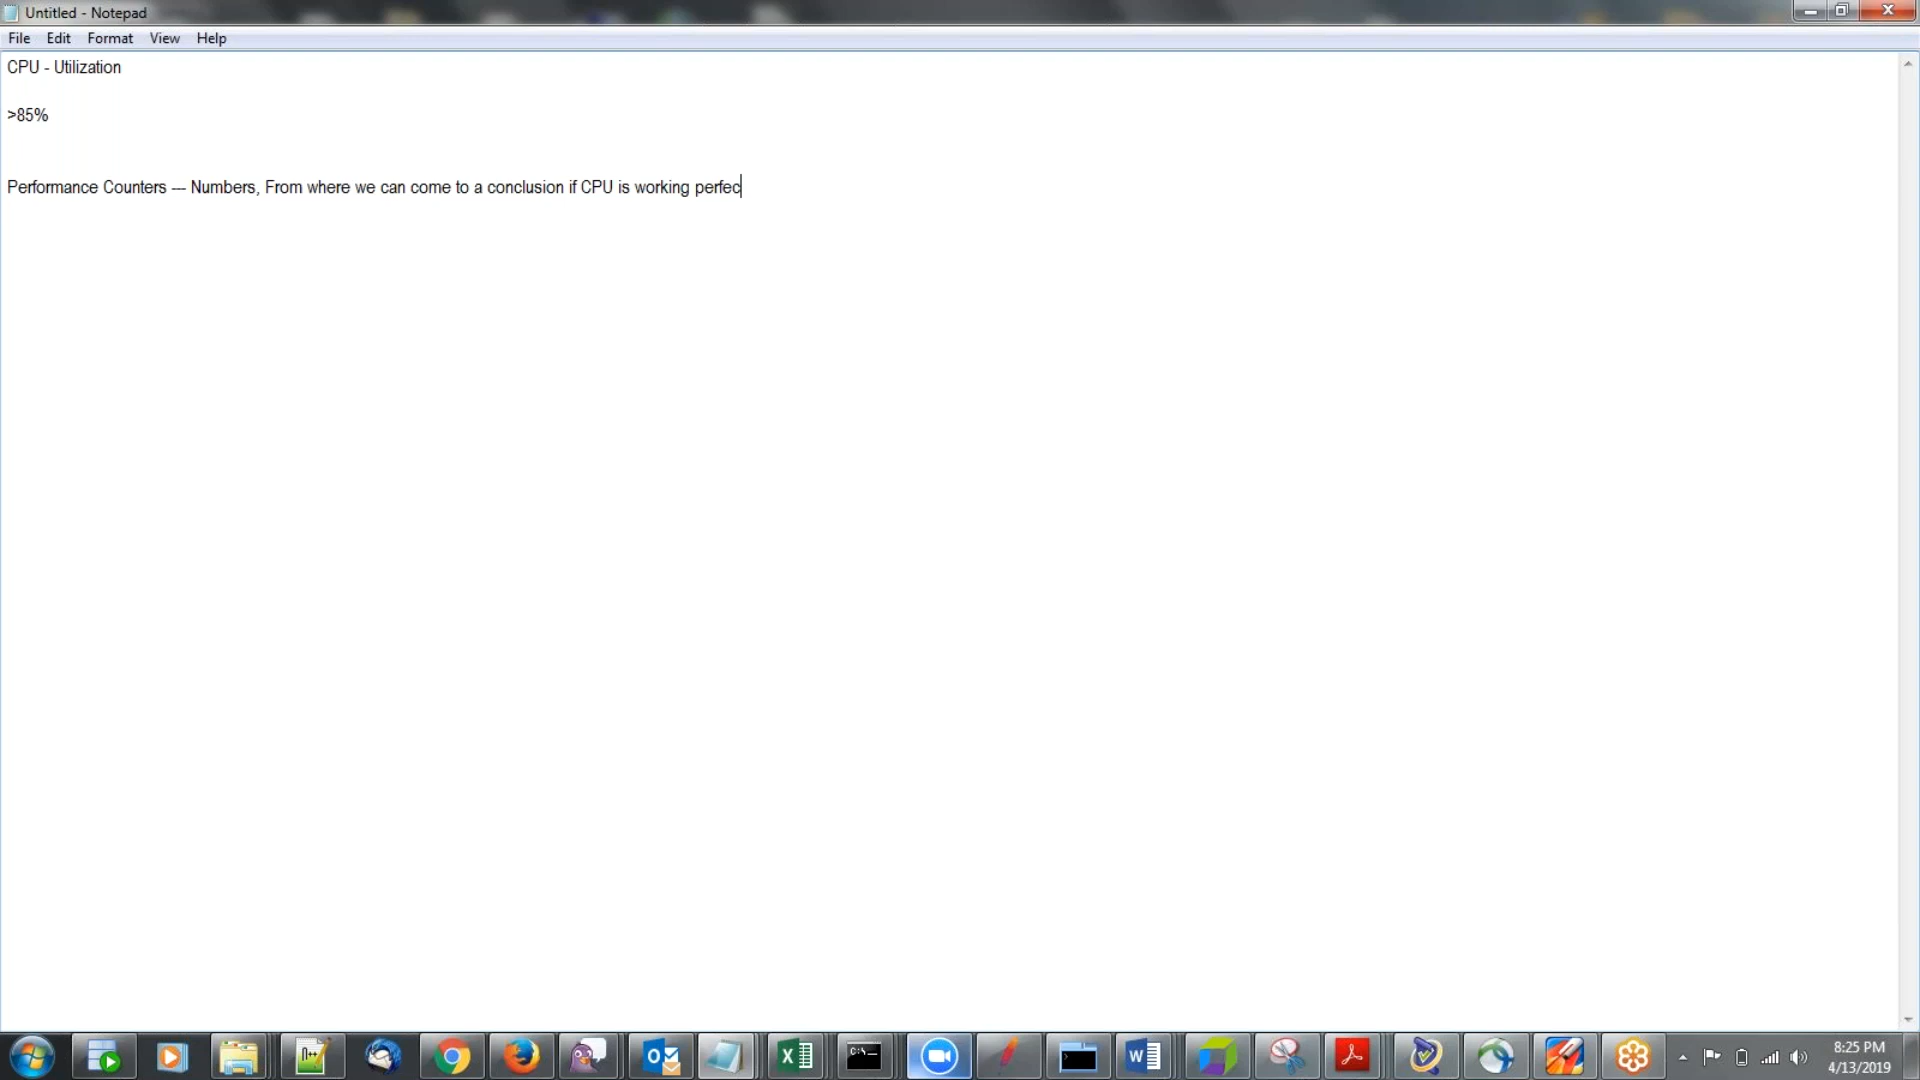 Untitled - Notepad
File Edit Format View Help
CPU - Utilization
>85%
Performance Counters --- Numbers, From where we can come to a conclusion if CPU is working perfec
8:25 PM
4/13/2019